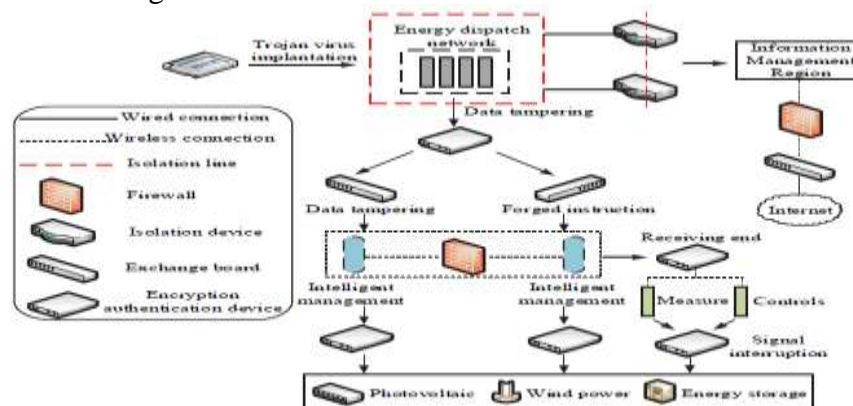 Trojan virus
implantation
Energy dispatch
network
Information
Management
Region
Data tampering
Wired connection
Wireless connection
Isolation line
Firewall
Isolation device
Exchange board
Encryption
authentication device
Data tampering
Forged instruction
Internet
Receiving end
Intelligent
management
Intelligent
management
Measure
Controls
Signal
interruption
Photovoltaic
Wind power
Energy storage